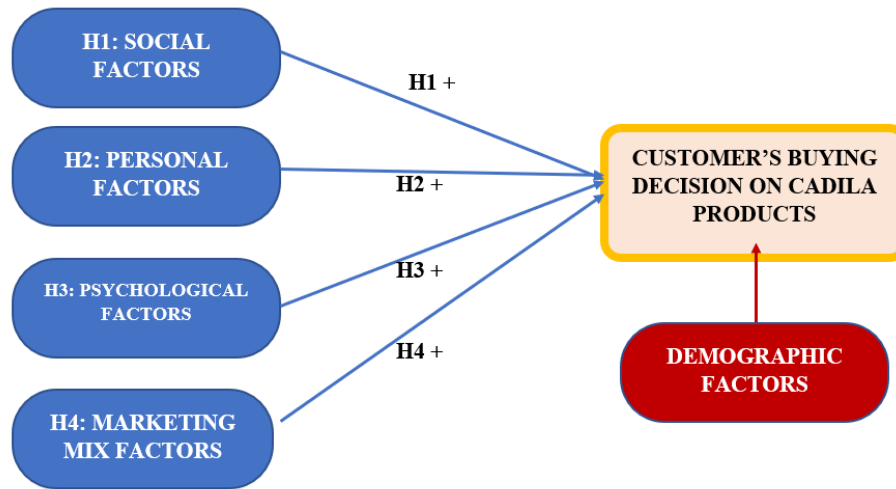 H1: SOCIAL
FACTORS
H1 +
H2: PERSONAL
FACTORS
H2 +
H3: PSYCHOLOGICAL
FACTORS
H3 +
H4: MARKETING
MIX FACTORS
H4 +
CUSTOMER’S BUYING
DECISION ON CADILA
PRODUCTS
DEMOGRAPHIC
FACTORS